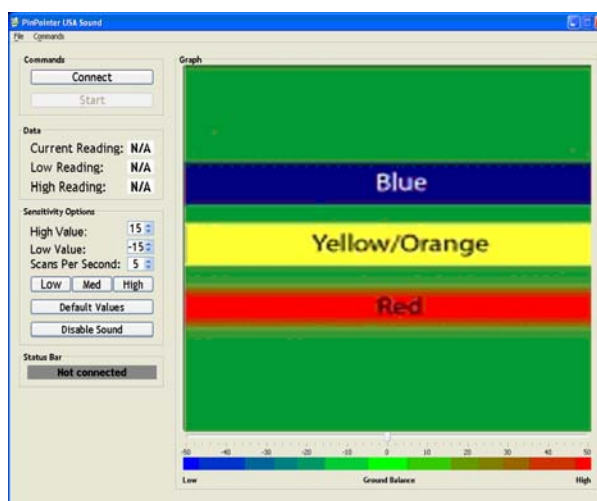 PinPointer USA Sound
File Commands
Commands
Connect
Start
Data
Current Reading: N/A
Low Reading: N/A
High Reading: N/A
Sensitivity Options
High Value: 15
Low Value: -15
Scans Per Second: 5
Low Med High
Default Values
Disable Sound
Status Bar
Not connected
Graph
Blue
Yellow/Orange
Red
-50 -40 -30 -20 -10 0 10 20 30 40 50
Low Ground Balance High